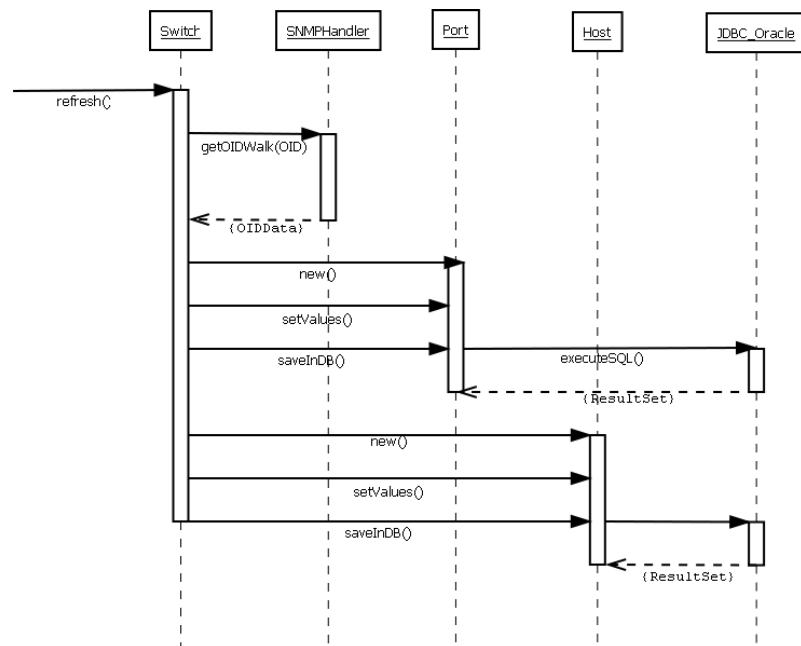 Switch
SNMPHandler
Port
Host
JDBC_Oracle
refresh()
getOIDWalk(OID)
{OIDData}
new()
setValues()
saveInDB()
executeSQL()
{ResultSet}
new()
setValues()
saveInDB()
{ResultSet}